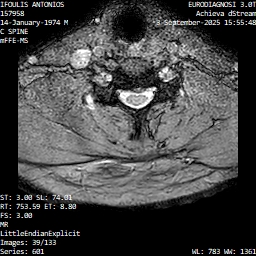 IFOULIS ANTONIOS
EURODIAGNOSI 3.0T
157958
Achieva dStream
14-January-1974 M
3-September-2025 15:55:48
C SPINE
mFFE-MS
ST: 3.00 SL: 74.01
RT: 753.59 ET: 8.80
FS: 3.00
MR
LittleEndianExplicit
Images: 39/133
Series: 601
WL: 783 WW: 1361